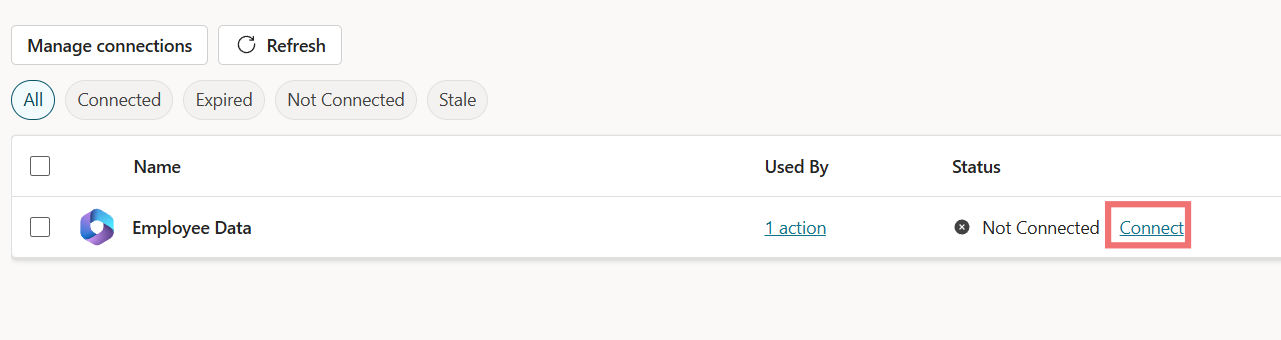 Manage connections Refresh
All Connected Expired Not Connected Stale
Name Used By Status
Employee Data 1 action Not Connected Connect